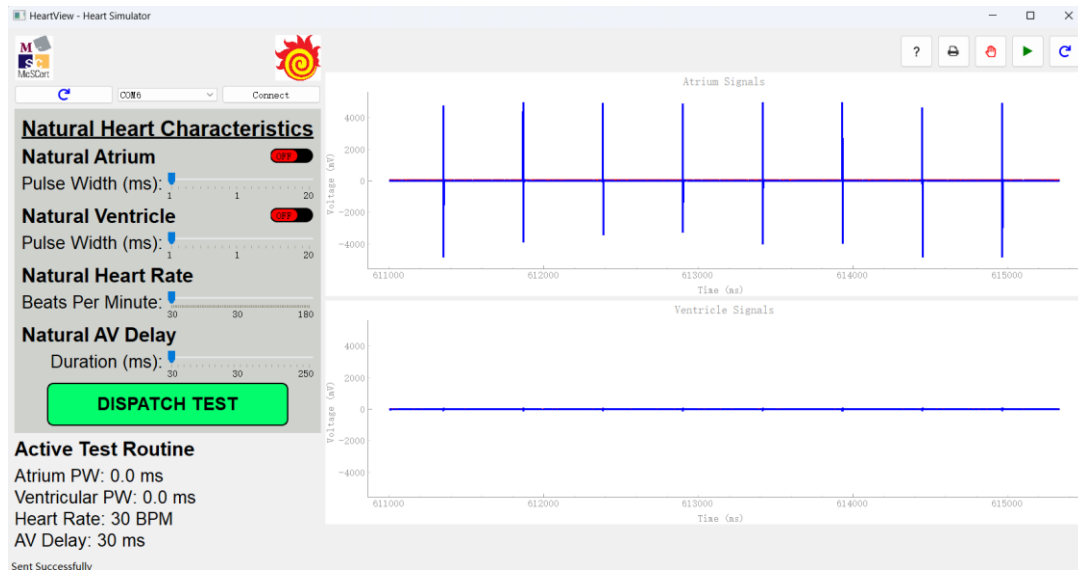 HeartView - Heart Simulator
M
SC
MicSCert
COM6
Connect
Natural Heart Characteristics
Natural Atrium
OFF
Pulse Width (ms):
1 1 20
Natural Ventricle
OFF
Pulse Width (ms):
1 1 20
Natural Heart Rate
Beats Per Minute:
30 30 180
Natural AV Delay
Duration (ms):
30 30 250
DISPATCH TEST
Active Test Routine
Atrium PW: 0.0 ms
Ventricular PW: 0.0 ms
Heart Rate: 30 BPM
AV Delay: 30 ms
Sent Successfully
?
Atrium Signals
Voltage (mV)
4000
2000
0
-2000
-4000
611000 612000 613000 614000 615000
Time (ms)
Ventricle Signals
Voltage (mV)
4000
2000
0
-2000
-4000
611000 612000 613000 614000 615000
Time (ms)